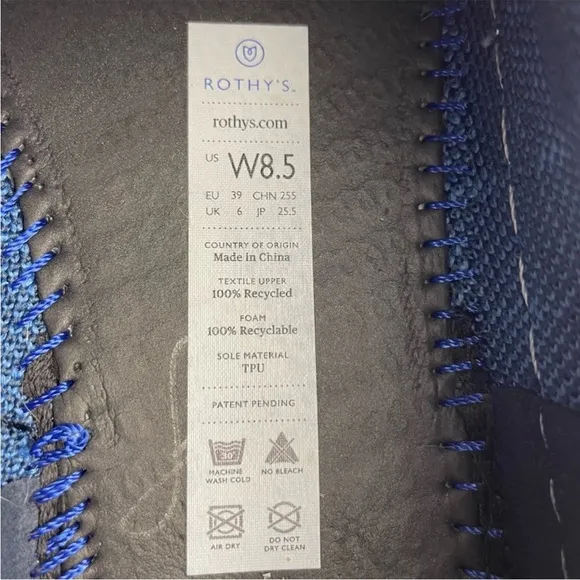 ROTHY'S.
rothys.com
US W8.5
EU 39 CHN 255
UK 6 JP 25.5
COUNTRY OF ORIGIN
Made in China
TEXTILE UPPER
100% Recycled
FOAM
100% Recyclable
SOLE MATERIAL
TPU
PATENT PENDING
30°
MACHINE WASH COLD
NO BLEACH
AIR DRY
DO NOT DRY CLEAN